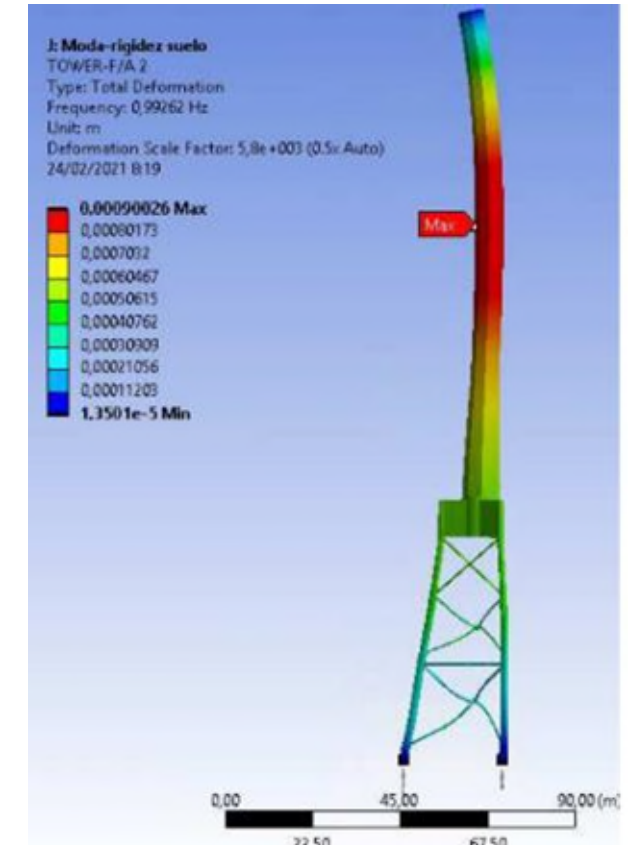 J: Moda-rigidez suelo
TOWER-F/A 2
Type: Total Deformation
Frequency: 0,99262 Hz
Unit: m
Deformation Scale Factor: 5,8e+003 (0.5x Auto)
24/02/2021 8:19
0.00090026 Max
0,00080173
0,0007032
0,00060467
0,00050615
0,00040762
0,00030909
0,00021056
0,00011203
1.3501e-5 Min
Max
0,00 45,00 90,00 (m)
22,50 67,50